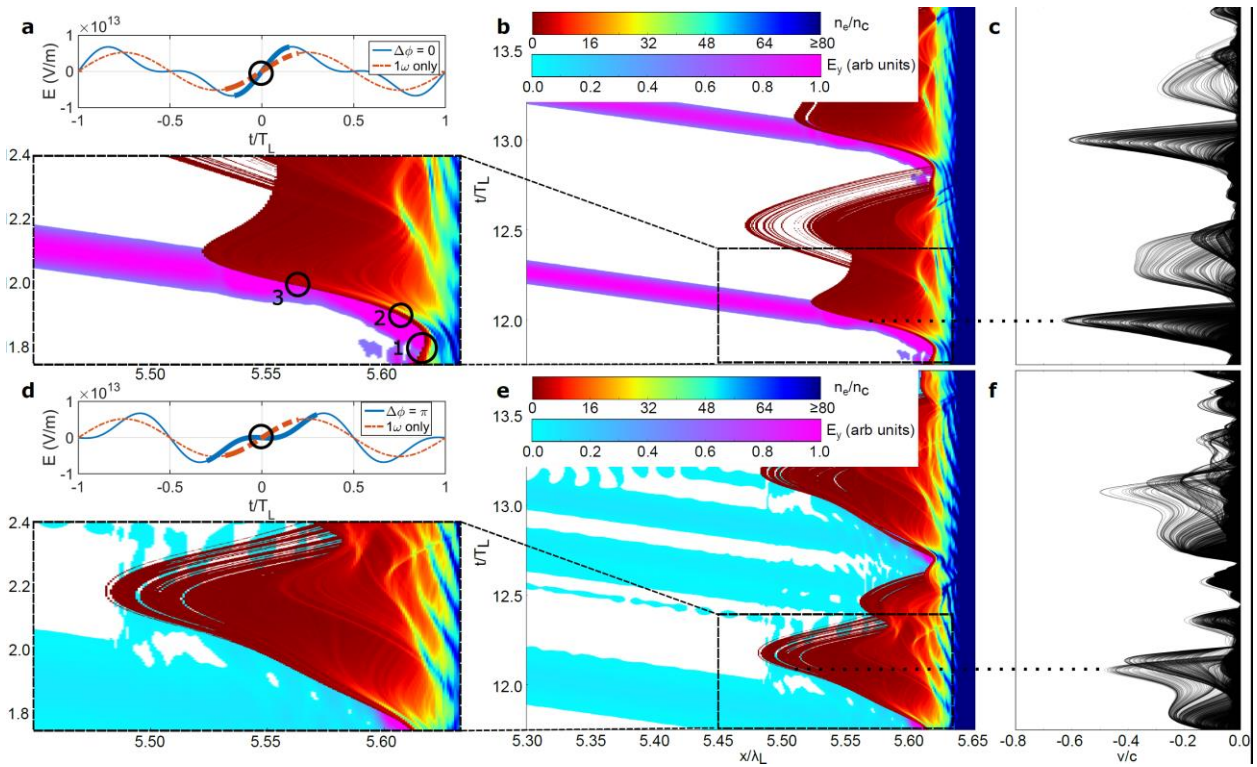 a
×10¹³
1
0
-1
E (V/m)
Δϕ = 0
1ω only
-1 -0.5 0 0.5 1
t/T_L
2.4
2.2
2.0
1.8
3
2
1
5.50 5.55 5.60
b
n_e/n_c
0 16 32 48 64 ≥80
E_y (arb units)
0.0 0.2 0.4 0.6 0.8 1.0
13.5
13.0
12.5
12.0
t/T_L
c
d
×10¹³
1
0
-1
E (V/m)
Δϕ = π
1ω only
-1 -0.5 0 0.5 1
t/T_L
2.4
2.2
2.0
1.8
5.50 5.55 5.60
e
n_e/n_c
0 16 32 48 64 ≥80
E_y (arb units)
0.0 0.2 0.4 0.6 0.8 1.0
13.5
13.0
12.5
12.0
t/T_L
5.30 5.35 5.40 5.45 5.50 5.55 5.60 5.65
x/λ_L
f
-0.8 -0.6 -0.4 -0.2 0.0
v/c